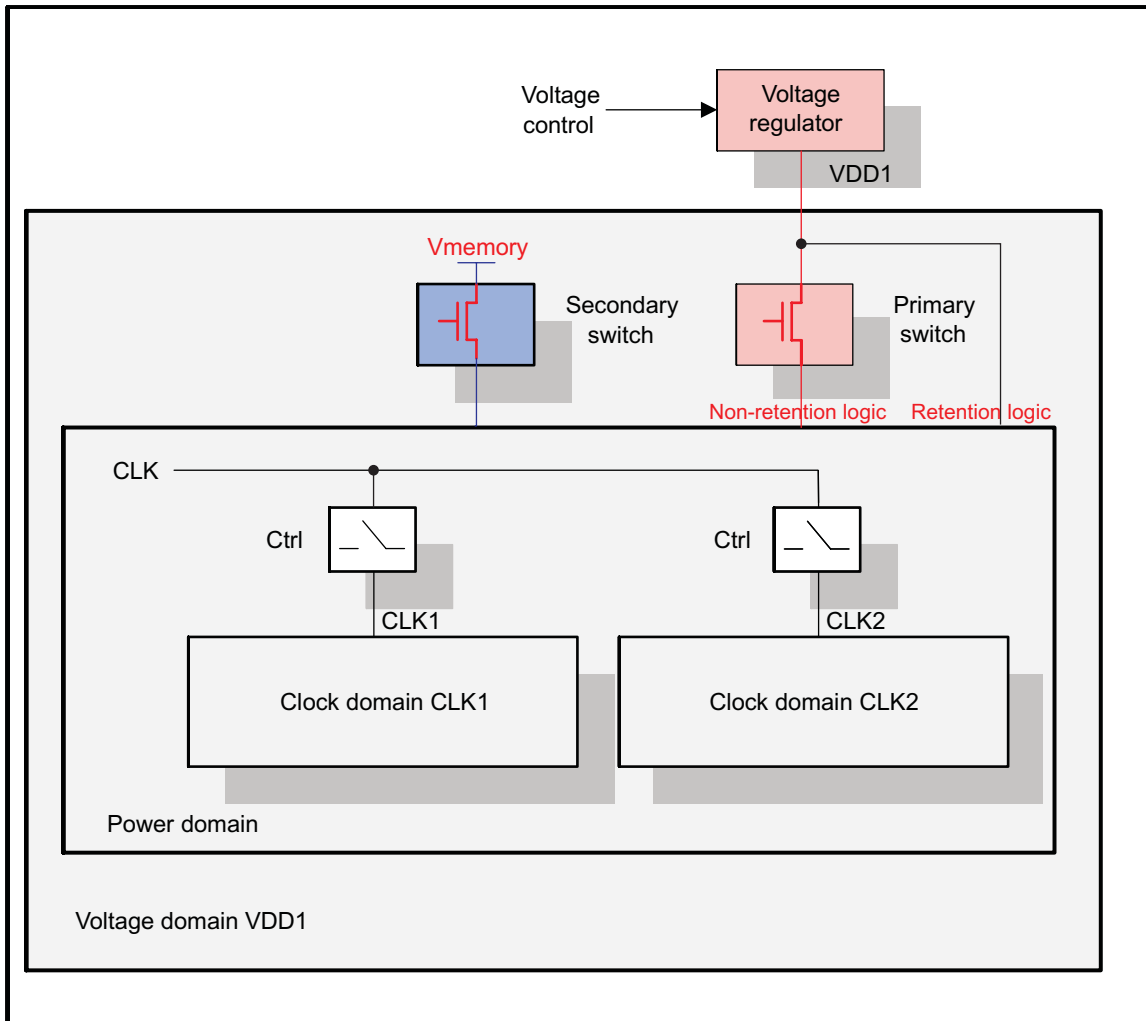 Voltage
control
Voltage
regulator
VDD1
Vmemory
Secondary
switch
Primary
switch
Non-retention logic
Retention logic
CLK
Ctrl
Ctrl
CLK1
CLK2
Clock domain CLK1
Clock domain CLK2
Power domain
Voltage domain VDD1